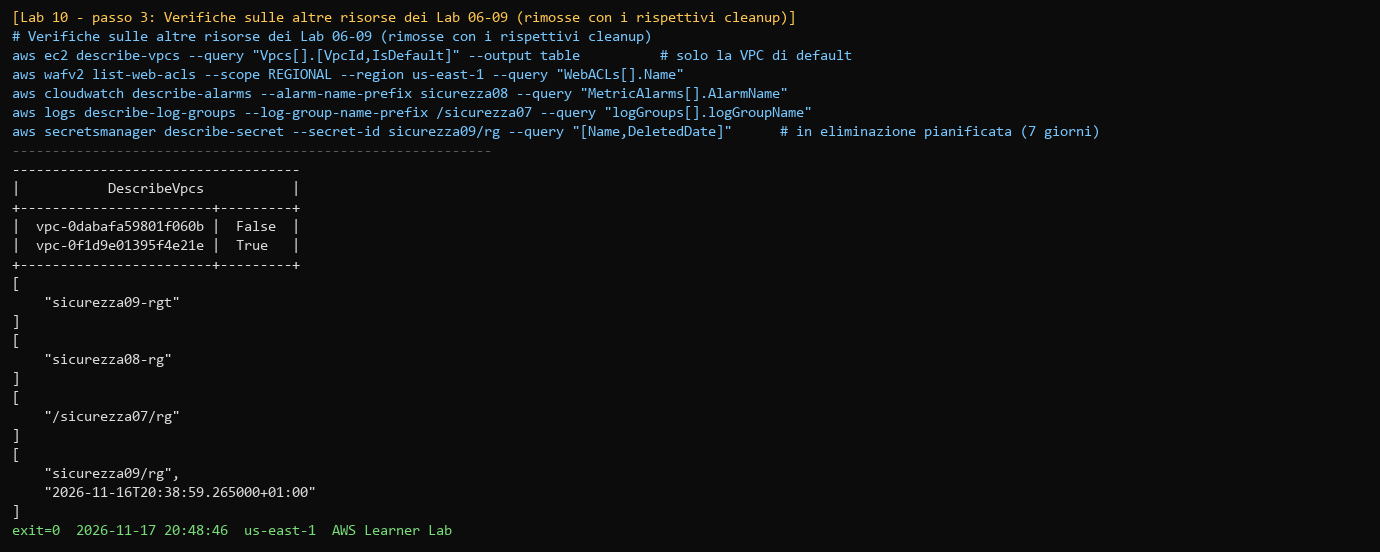 [Lab 10 - passo 3: Verifiche sulle altre risorse dei Lab 06-09 (rimosse con i rispettivi cleanup)]
# Verifiche sulle altre risorse dei Lab 06-09 (rimosse con i rispettivi cleanup)
aws ec2 describe-vpcs --query "Vpcs[].[VpcId,IsDefault]" --output table          # solo la VPC di default
aws wafv2 list-web-acls --scope REGIONAL --region us-east-1 --query "WebACLs[].Name"
aws cloudwatch describe-alarms --alarm-name-prefix sicurezza08 --query "MetricAlarms[].AlarmName"
aws logs describe-log-groups --log-group-name-prefix /sicurezza07 --query "logGroups[].logGroupName"
aws secretsmanager describe-secret --secret-id sicurezza09/rg --query "[Name,DeletedDate]"      # in eliminazione pianificata (7 giorni)
------------------------------------------------------------
------------------------------------
|           DescribeVpcs           |
+------------------------+---------+
|  vpc-0dabafa59801f060b |  False  |
|  vpc-0f1d9e01395f4e21e |  True   |
+------------------------+---------+
[
    "sicurezza09-rgt"
]
[
    "sicurezza08-rg"
]
[
    "/sicurezza07/rg"
]
[
    "sicurezza09/rg",
    "2026-11-16T20:38:59.265000+01:00"
]
exit=0  2026-11-17 20:48:46  us-east-1  AWS Learner Lab